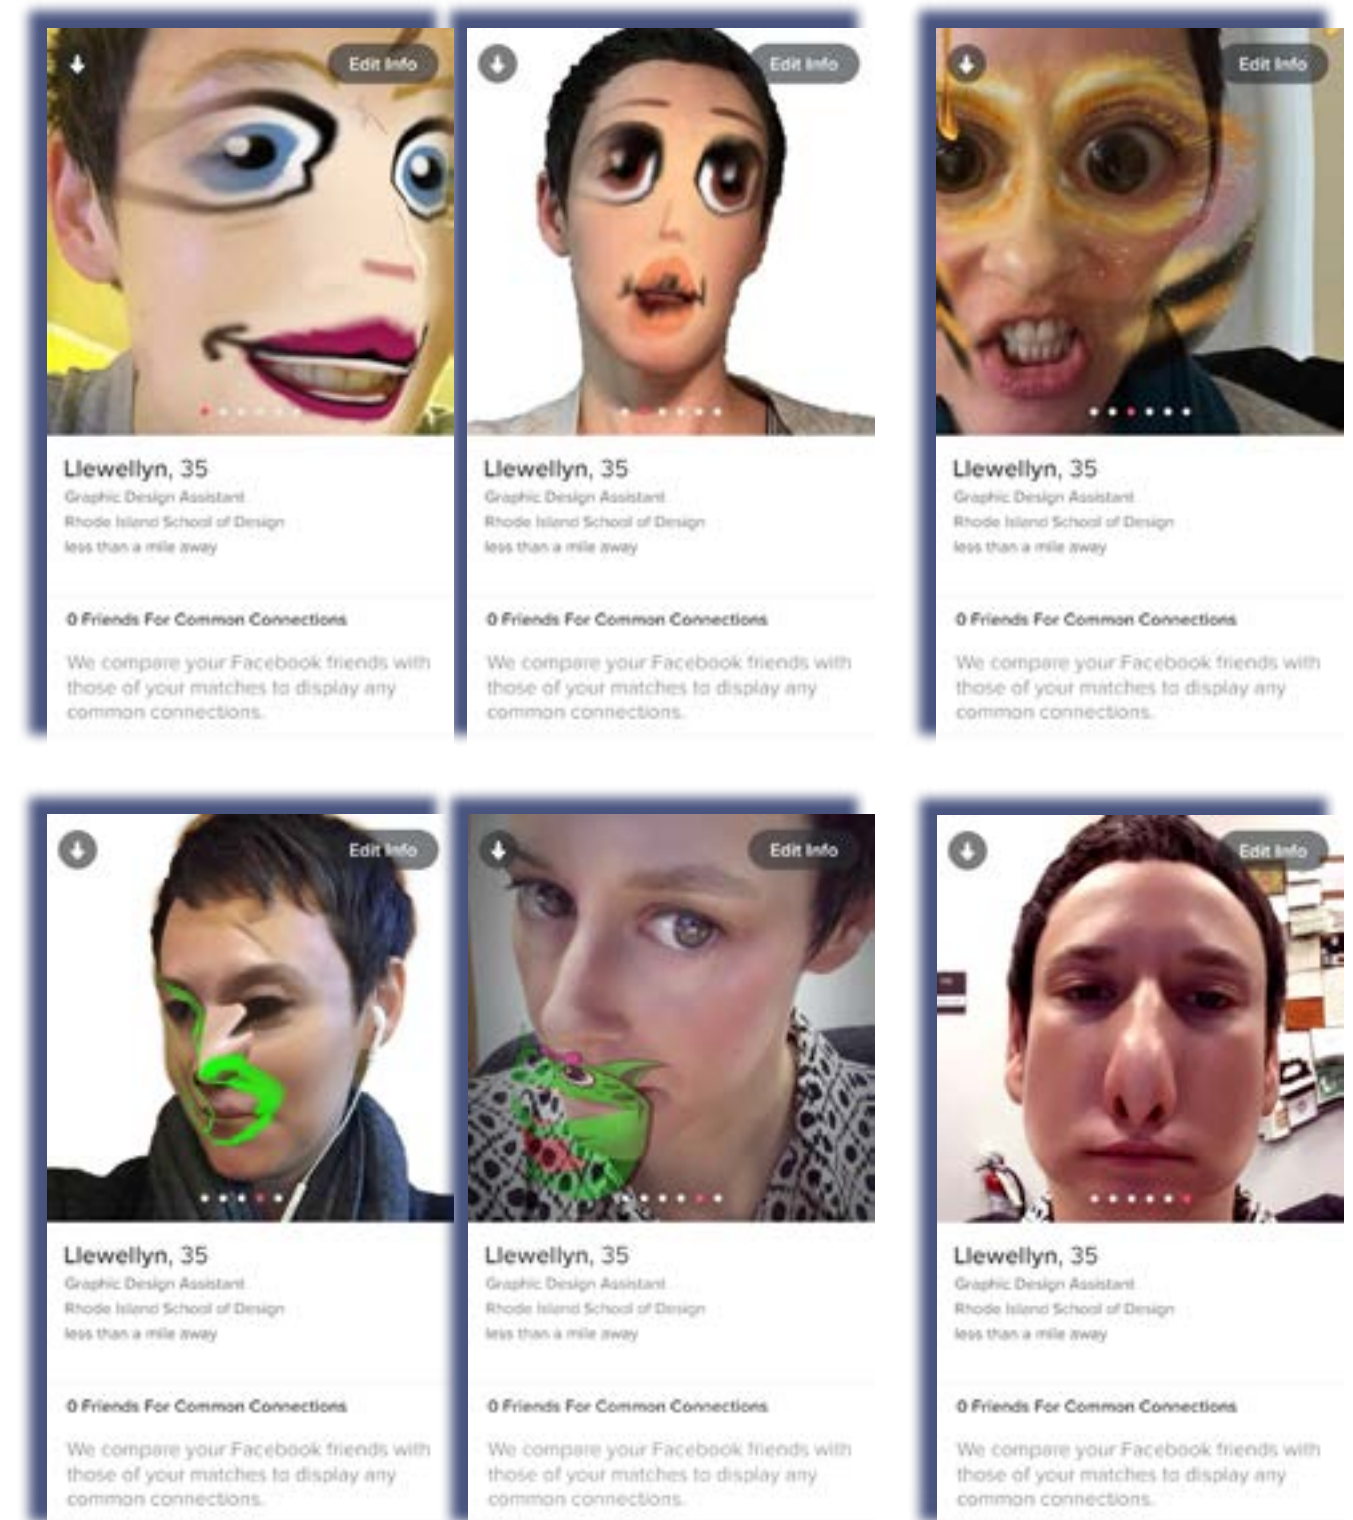 Edit Info
Llewellyn, 35
Graphic Design Assistant
Rhode Island School of Design
less than a mile away
0 Friends For Common Connections
We compare your Facebook friends with
those of your matches to display any
common connections.
Edit Info
Llewellyn, 35
Graphic Design Assistant
Rhode Island School of Design
less than a mile away
0 Friends For Common Connections
We compare your Facebook friends with
those of your matches to display any
common connections.
Edit Info
Llewellyn, 35
Graphic Design Assistant
Rhode Island School of Design
less than a mile away
0 Friends For Common Connections
We compare your Facebook friends with
those of your matches to display any
common connections.
Edit Info
Llewellyn, 35
Graphic Design Assistant
Rhode Island School of Design
less than a mile away
0 Friends For Common Connections
We compare your Facebook friends with
those of your matches to display any
common connections.
Edit Info
Llewellyn, 35
Graphic Design Assistant
Rhode Island School of Design
less than a mile away
0 Friends For Common Connections
We compare your Facebook friends with
those of your matches to display any
common connections.
Edit Info
Llewellyn, 35
Graphic Design Assistant
Rhode Island School of Design
less than a mile away
0 Friends For Common Connections
We compare your Facebook friends with
those of your matches to display any
common connections.